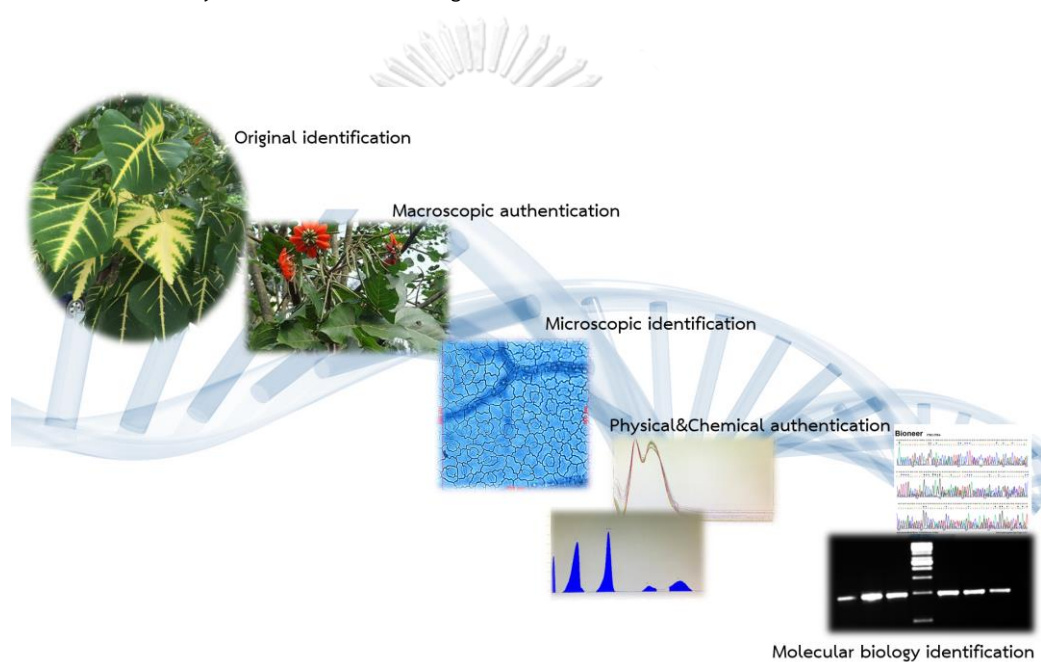 Original identification
Macroscopic authentication
Microscopic identification
Physical&Chemical authentication
Bioneer
Molecular biology identification